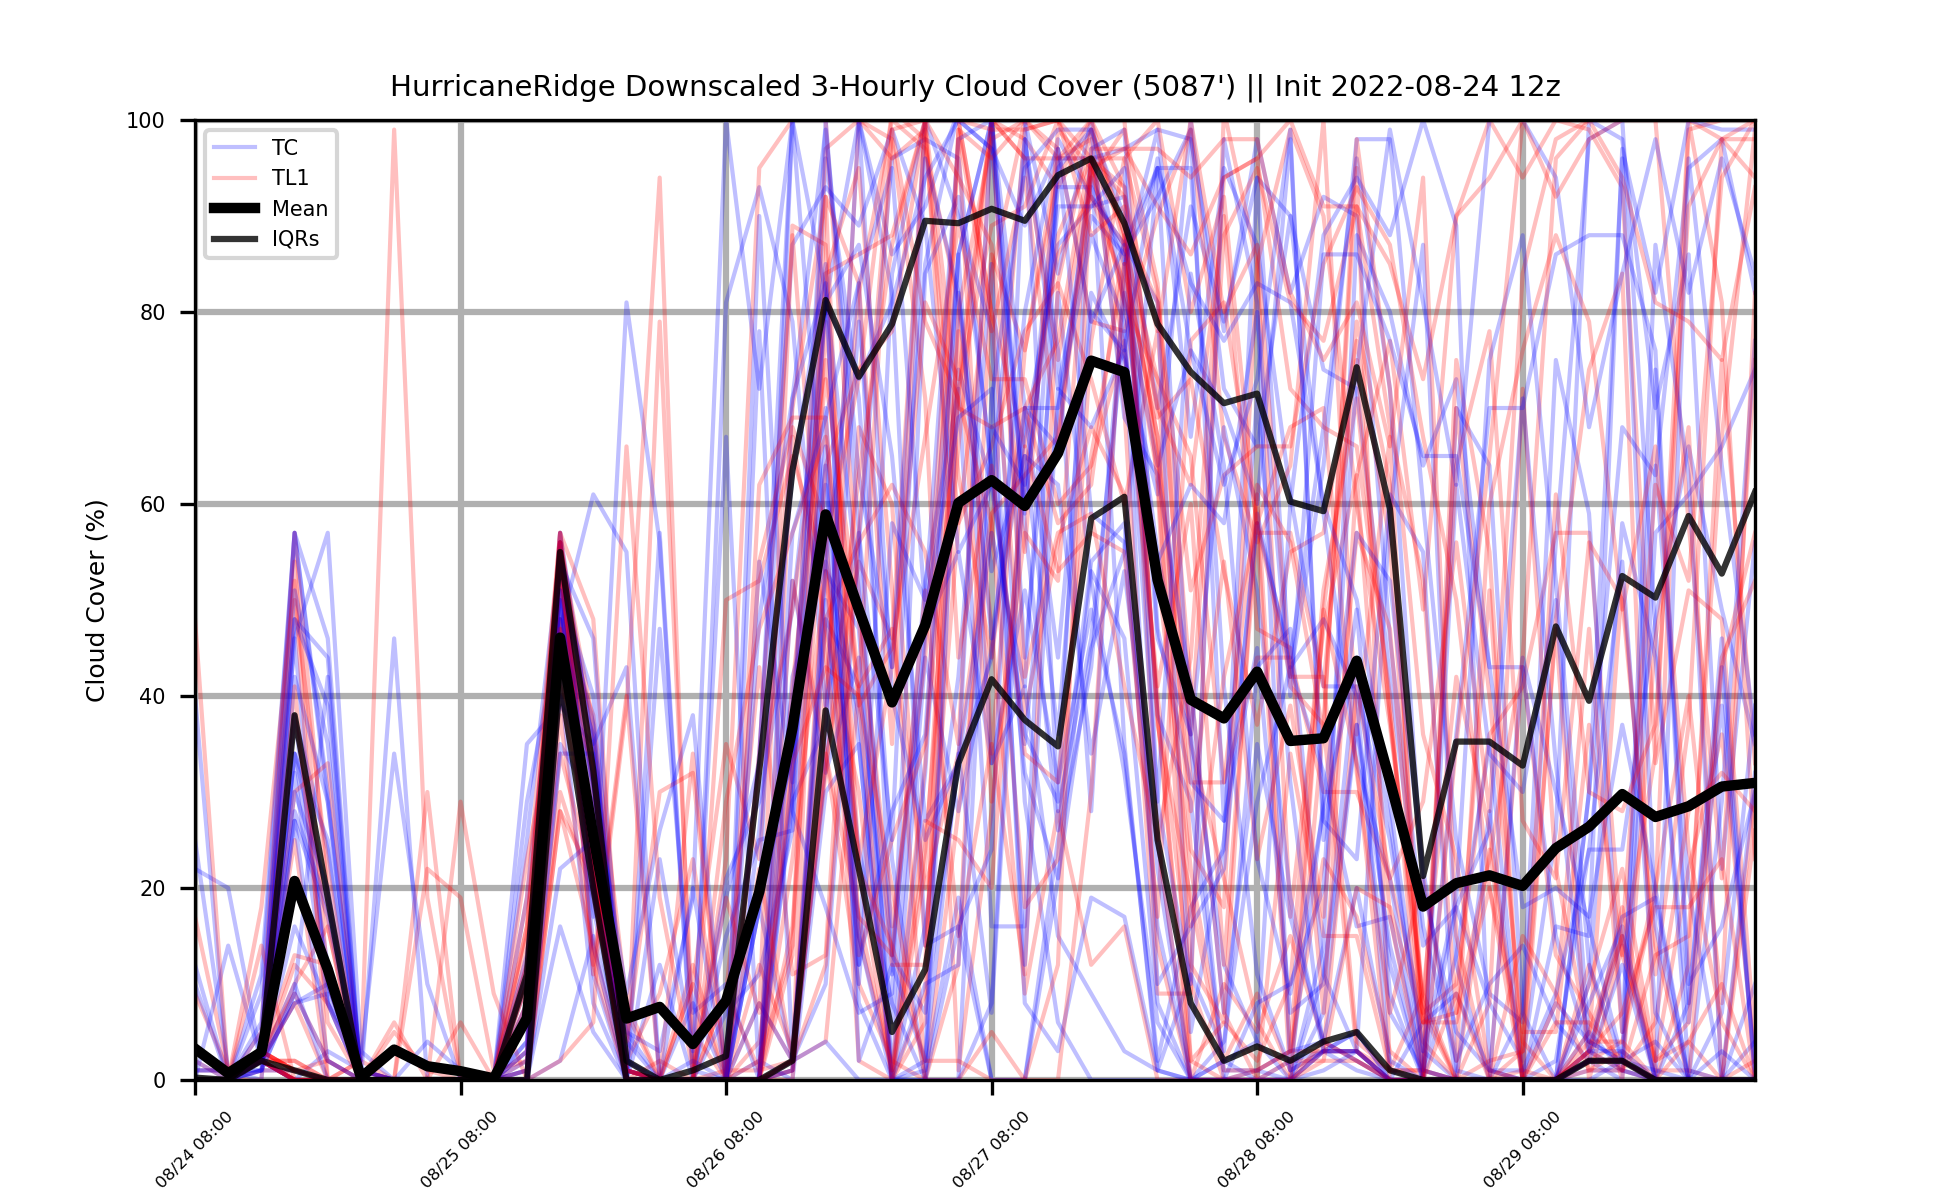 HurricaneRidge Downscaled 3-Hourly Cloud Cover (5087') || Init 2022-08-24 12z
TC
TL1
Mean
IQRs
Cloud Cover (%)
100
80
60
40
20
0
08/24 08:00
08/25 08:00
08/26 08:00
08/27 08:00
08/28 08:00
08/29 08:00